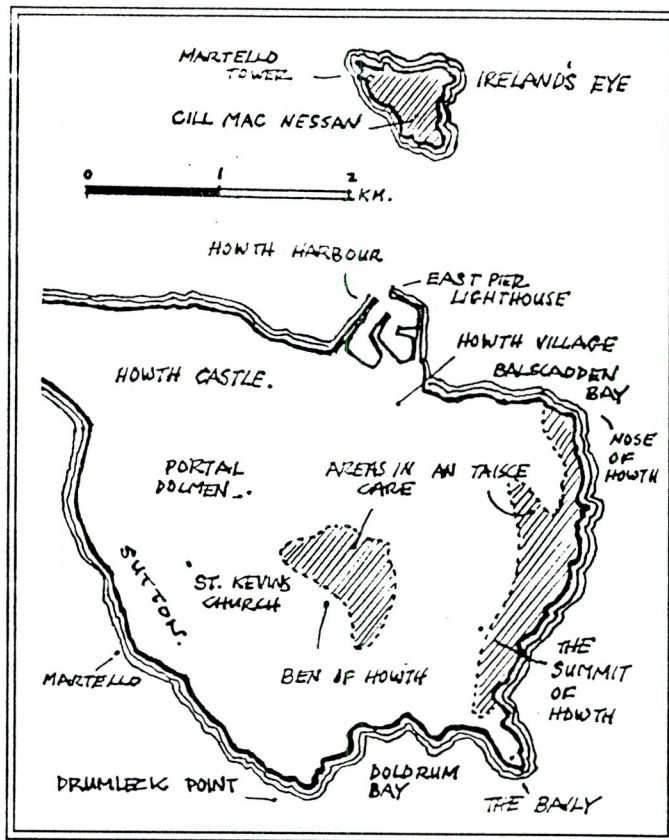 MARTELLO
TOWER
IRELAND'S EYE
CILL MAC NESSAN
0 1 2
KM.
HOWTH HARBOUR
EAST PIER
LIGHTHOUSE
HOWTH VILLAGE
BALSCADDEN
BAY
HOWTH CASTLE.
NOSE
OF
HOWTH
PORTAL
DOLMEN
AREAS IN AN TAISCE
CARE
SUTTON.
ST. KEVINS
CHURCH
MARTELLO
BEN OF HOWTH
THE
SUMMIT
OF
HOWTH
DOLDRUM
BAY
DRUMLECK POINT
THE BAILY